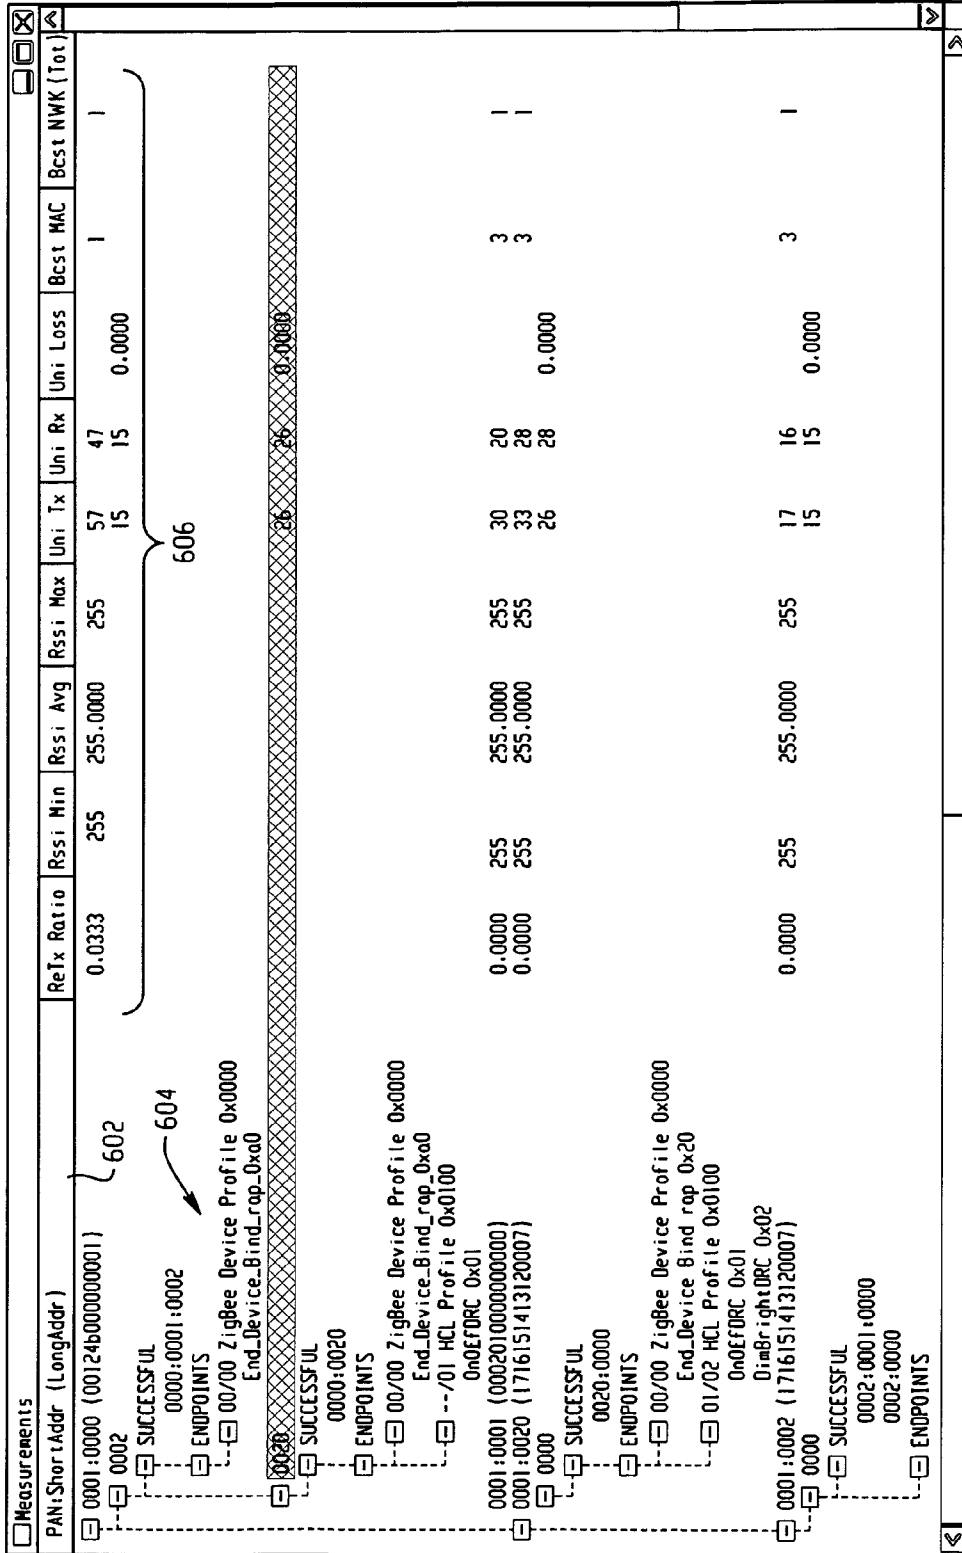 Measurements
PAN:ShortAddr (LongAddr) ReTx Ratio Rssi Min Rssi Avg Rssi Max Uni Tx Uni Rx Uni Loss Bcst MAC Bcst NWK (Tot)
0001:0000 (00124b0000000001) 0.0333 255 255.0000 255 57 47 1 1
0002 15 15 0.0000
SUCCESSFUL
0000:0001:0002
ENDPOINTS
00/00 ZigBee Device Profile 0x0000
End_Device_Bind_rap_0xa0
602
604
606
0020 26 26 0.0000
SUCCESSFUL
0000:0020
ENDPOINTS
00/00 ZigBee Device Profile 0x0000
End_Device_Bind_rap_0xa0
--/01 HCL Profile 0x0100
OnOEfDRC 0x01
0001:0001 (0002010000000000) 0.0000 255 255.0000 255 30 20 3 1
0001:0020 (1716151413120007) 0.0000 255 255.0000 255 33 28 3 1
0000 26 28 0.0000
SUCCESSFUL
0020:0000
ENDPOINTS
00/00 ZigBee Device Profile 0x0000
End_Device Bind rap 0x20
01/02 HCL Profile 0x0100
OnOEfDRC 0x01
DimBrightDRC 0x02
0001:0002 (1716151413120007) 0.0000 255 255.0000 255 17 16 3 1
0000 15 15 0.0000
SUCCESSFUL
0002:0001:0000
0002:0000
ENDPOINTS